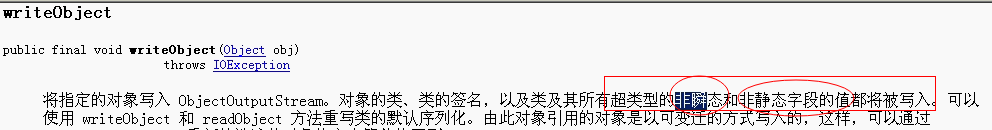 writeObject
public final void writeObject(Object obj)
throws IOException
将指定的对象写入 ObjectOutputStream。对象的类、类的签名，以及类及其所有超类型的非瞬态和非静态字段的值都将被写入。可以
使用 writeObject 和 readObject 方法重写类的默认序列化。由此对象引用的对象是以可变迁的方式写入的，这样，可以通过